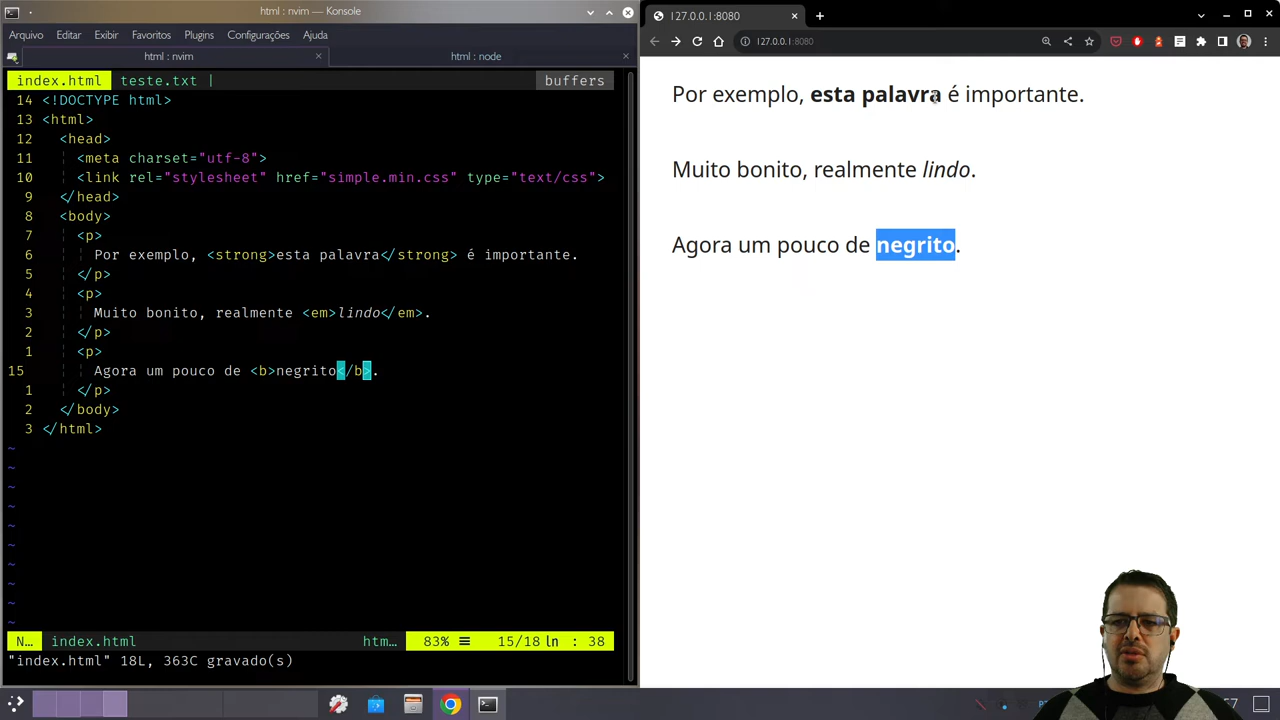 html : nvim — Konsole
Arquivo Editar Exibir Favoritos Plugins Configurações Ajuda
html : nvim
html : node
index.html teste.txt | buffers
14 <!DOCTYPE html>
13 <html>
12 <head>
11 <meta charset="utf-8">
10 <link rel="stylesheet" href="simple.min.css" type="text/css">
9 </head>
8 <body>
7 <p>
6 Por exemplo, <strong>esta palavra</strong> é importante.
5 </p>
4 <p>
3 Muito bonito, realmente <em>lindo</em>.
2 </p>
1 <p>
15 Agora um pouco de <b>negrito</b>.
1 </p>
2 </body>
3 </html>
~
~
~
~
~
~
~
~
~
~
N… index.html htm… 83% 15/18 ln : 38
"index.html" 18L, 363C gravado(s)
127.0.0.1:8080
127.0.0.1:8080
Por exemplo, esta palavra é importante.
Muito bonito, realmente lindo.
Agora um pouco de negrito.